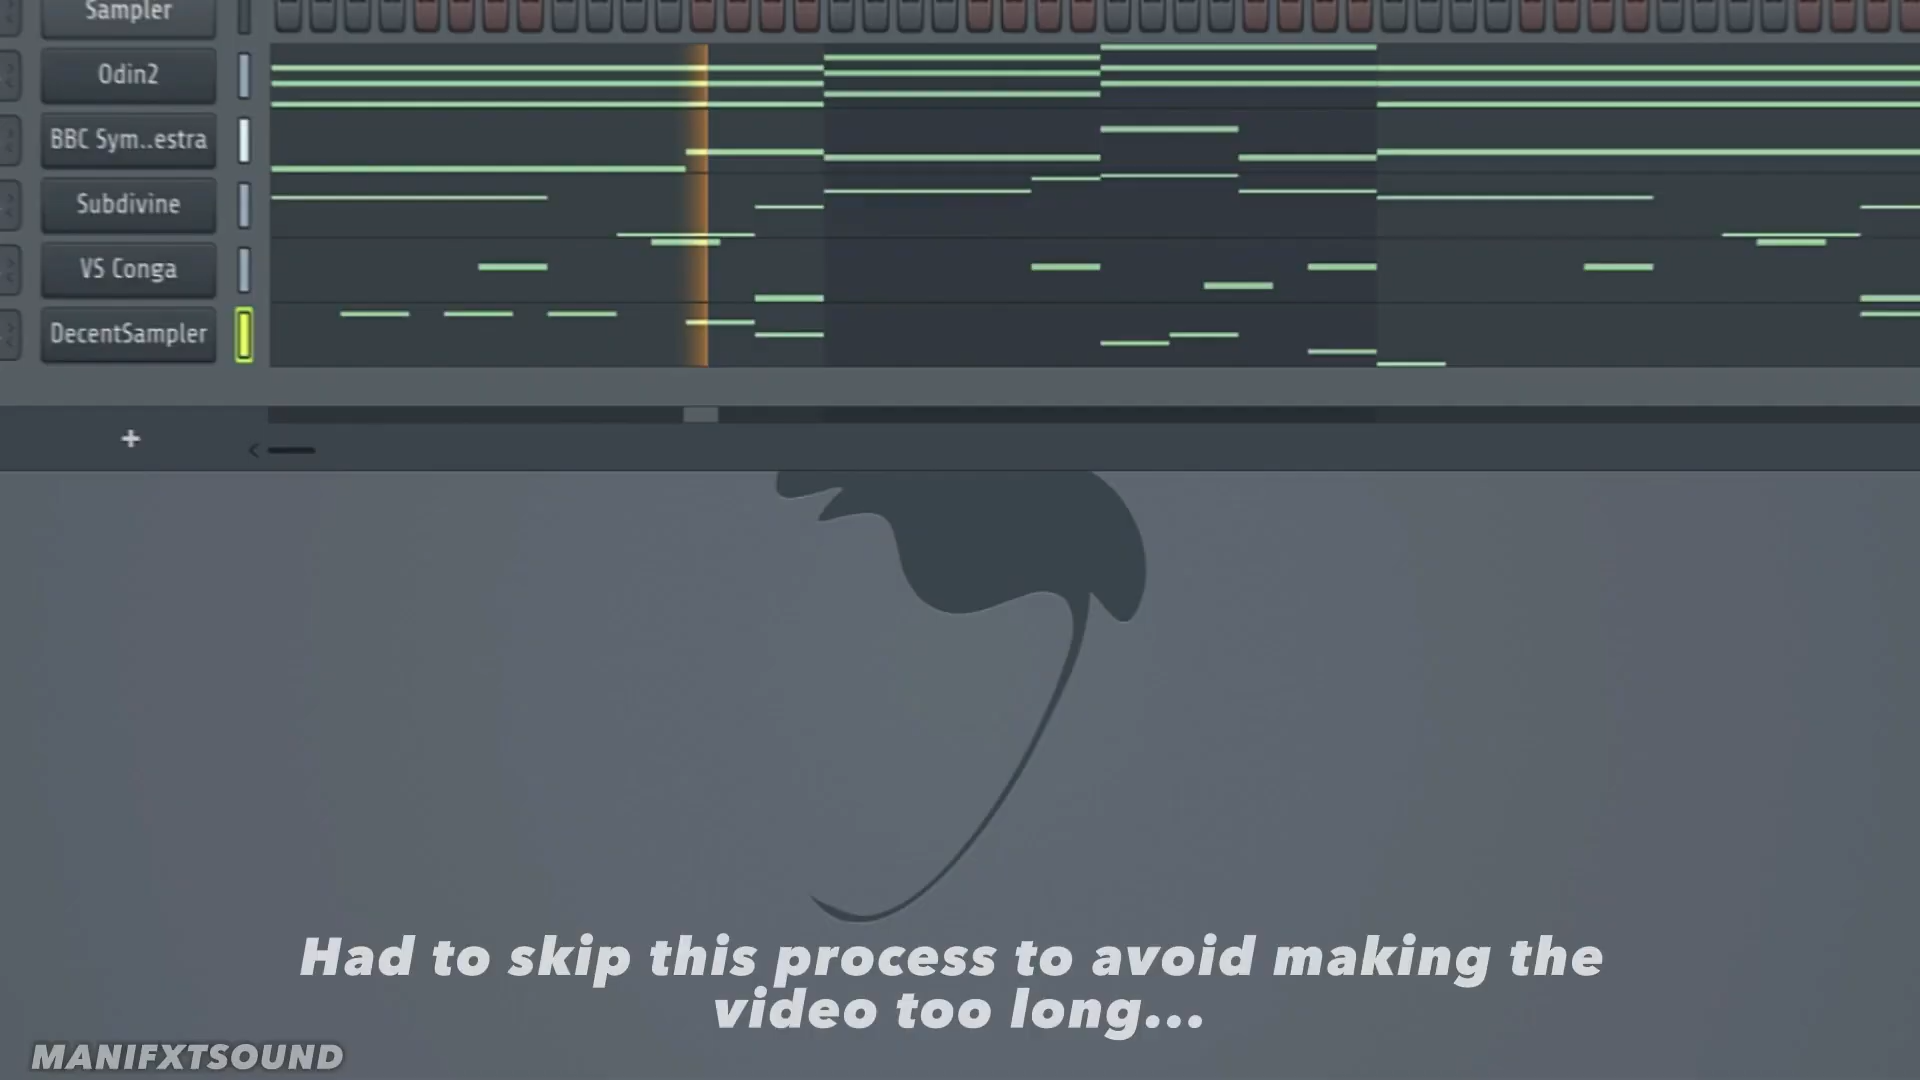 Sampler
Odin2
BBC Sym..estra
Subdivine
VS Conga
DecentSampler
+
Had to skip this process to avoid making the
video too long...
MANIFXTSOUND